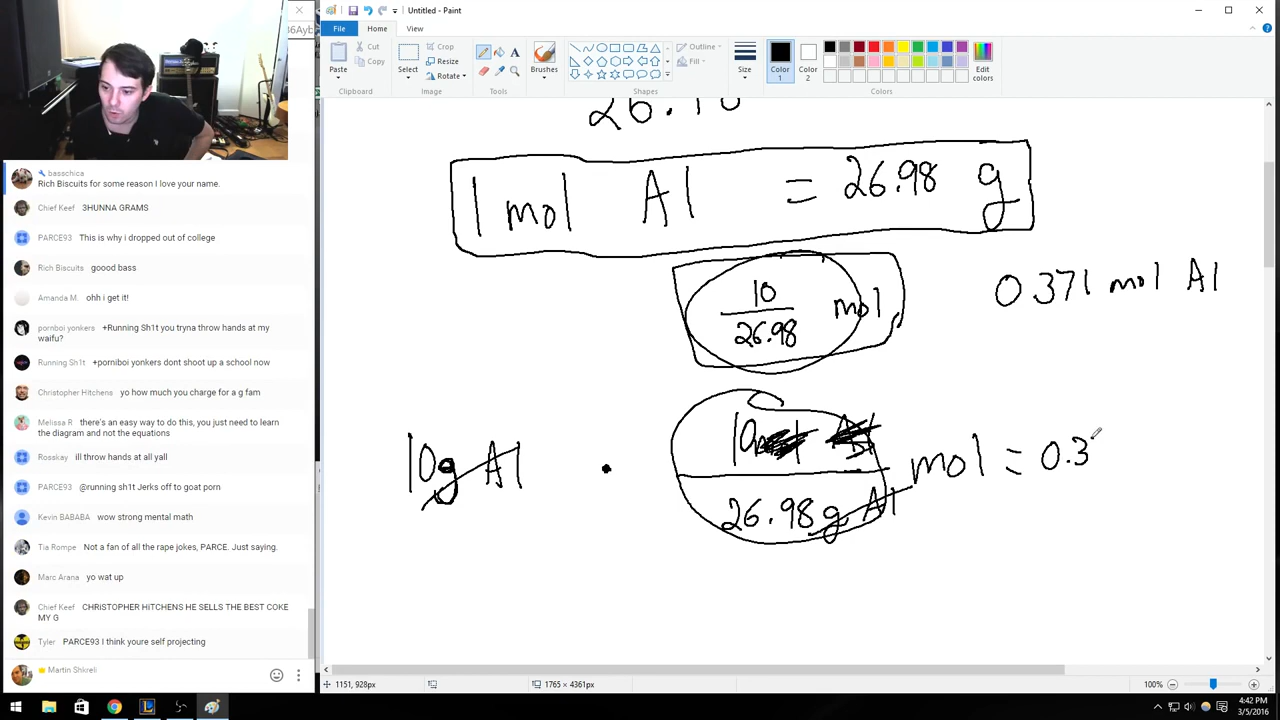 36Ayb
Untitled - Paint
File Home View
Paste Cut Copy Select Crop Resize Rotate Brushes Outline Fill Size Color 1 Color 2 Edit colors
Clipboard Image Tools Shapes Colors
basschica
Rich Biscuits for some reason I love your name.
Chief Keef 3HUNNA GRAMS
PARCE93 This is why i dropped out of college
Rich Biscuits goood bass
Amanda M. ohh i get it!
pornboi yonkers +Running Sh1t you tryna throw hands at my
waifu?
Running Sh1t +porniboi yonkers dont shoot up a school now
Christopher Hitchens yo how much you charge for a g fam
Melissa R there's an easy way to do this, you just need to learn
the diagram and not the equations
Rosskay ill throw hands at all yall
PARCE93 @running sh1t Jerks off to goat porn
Kevin BABABA wow strong mental math
Tia Rompe Not a fan of all the rape jokes, PARCE. Just saying.
Marc Arana yo wat up
Chief Keef CHRISTOPHER HITCHENS HE SELLS THE BEST COKE
MY G
Tyler PARCE93 I think youre self projecting
Martin Shkreli
1 mol Al = 26.98 g
10
26.98
mol
0.371 mol Al
10g Al
·
10
26.98 g Al
mol = 0.3
1151, 928px
1765 × 4361px
100%
4:42 PM
3/5/2016